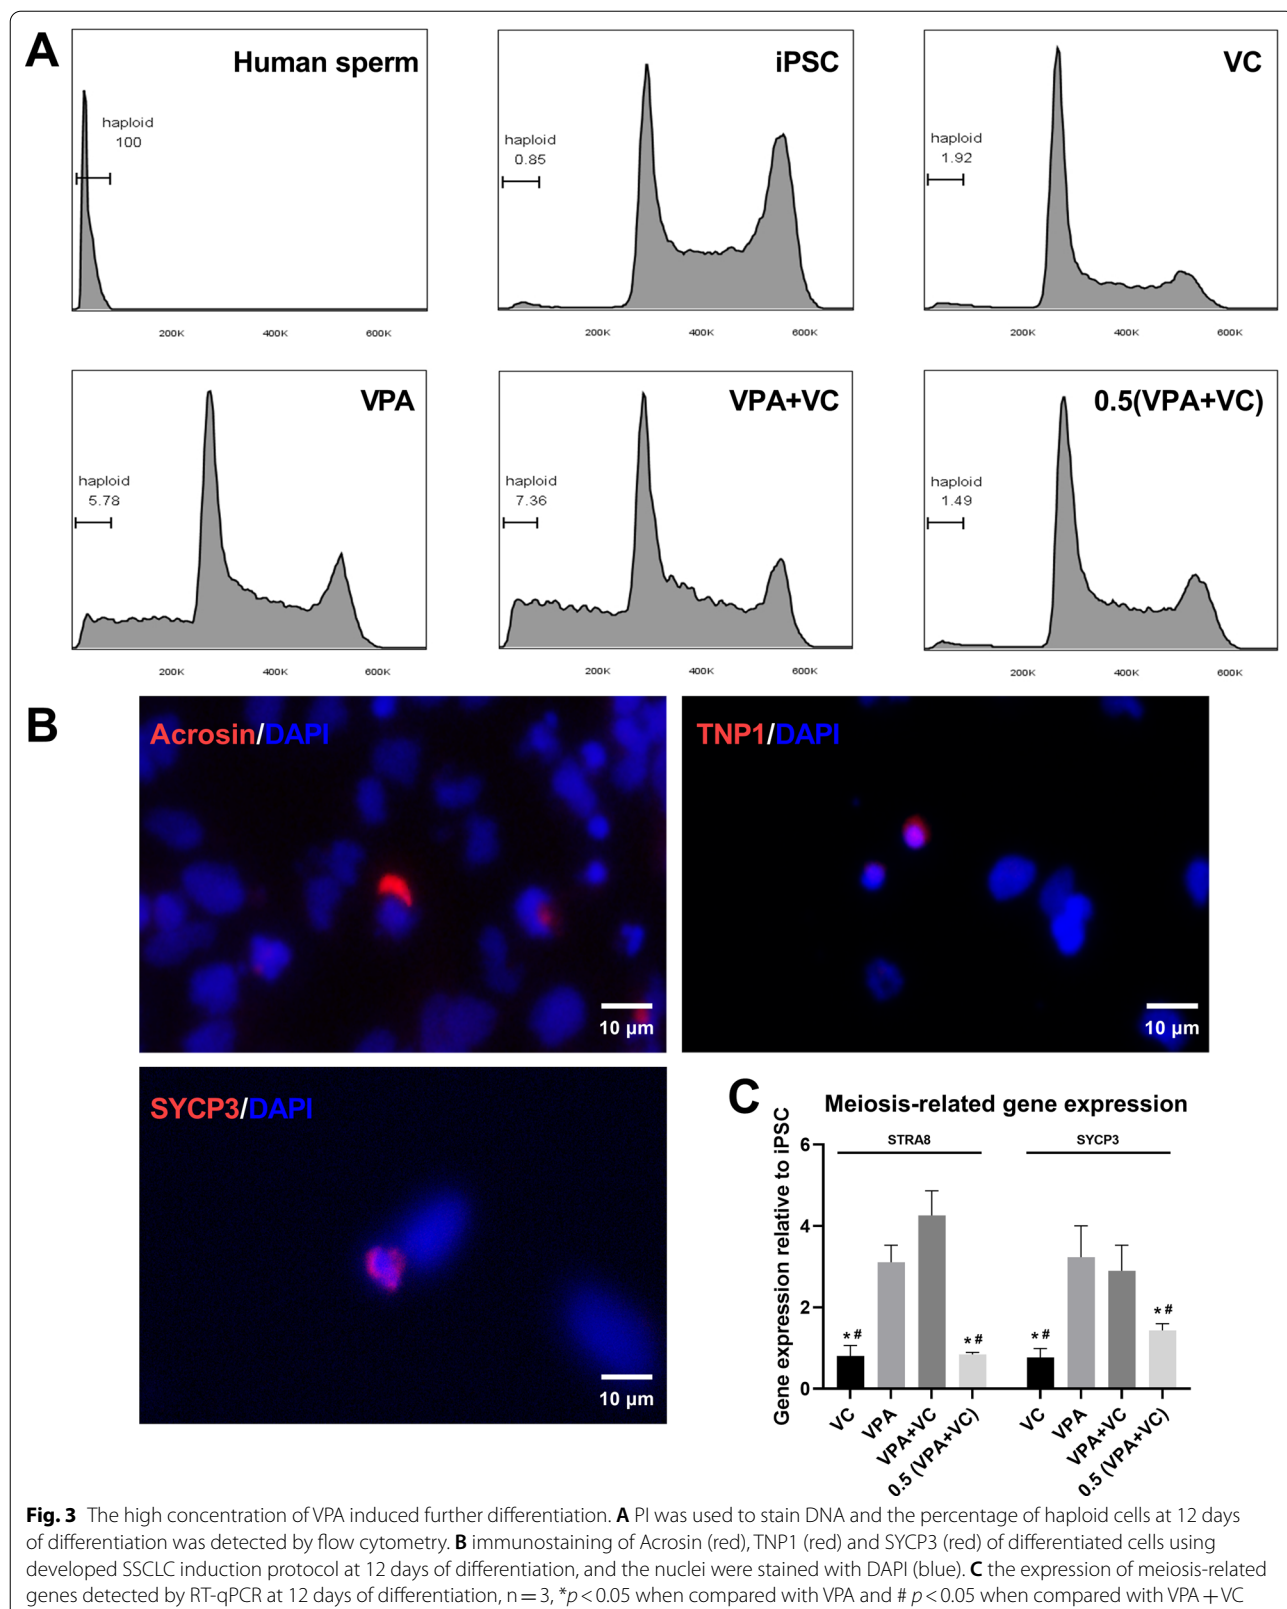 A
Human sperm
haploid
100
200K 400K 600K
iPSC
haploid
0.85
200K 400K 600K
VC
haploid
1.92
200K 400K 600K
VPA
haploid
5.78
200K 400K 600K
VPA+VC
haploid
7.36
200K 400K 600K
0.5(VPA+VC)
haploid
1.49
200K 400K 600K
B
Acrosin/DAPI
10 μm
TNP1/DAPI
10 μm
SYCP3/DAPI
10 μm
C
Meiosis-related gene expression
Gene expression relative to iPSC
6
4
2
0
STRA8
SYCP3
*#
*#
*#
*#
VC
VPA
VPA+VC
0.5 (VPA+VC)
VC
VPA
VPA+VC
0.5 (VPA+VC)
Fig. 3 The high concentration of VPA induced further differentiation. A PI was used to stain DNA and the percentage of haploid cells at 12 days
of differentiation was detected by flow cytometry. B immunostaining of Acrosin (red), TNP1 (red) and SYCP3 (red) of differentiated cells using
developed SSCLC induction protocol at 12 days of differentiation, and the nuclei were stained with DAPI (blue). C the expression of meiosis-related
genes detected by RT-qPCR at 12 days of differentiation, n = 3, *p < 0.05 when compared with VPA and # p < 0.05 when compared with VPA + VC